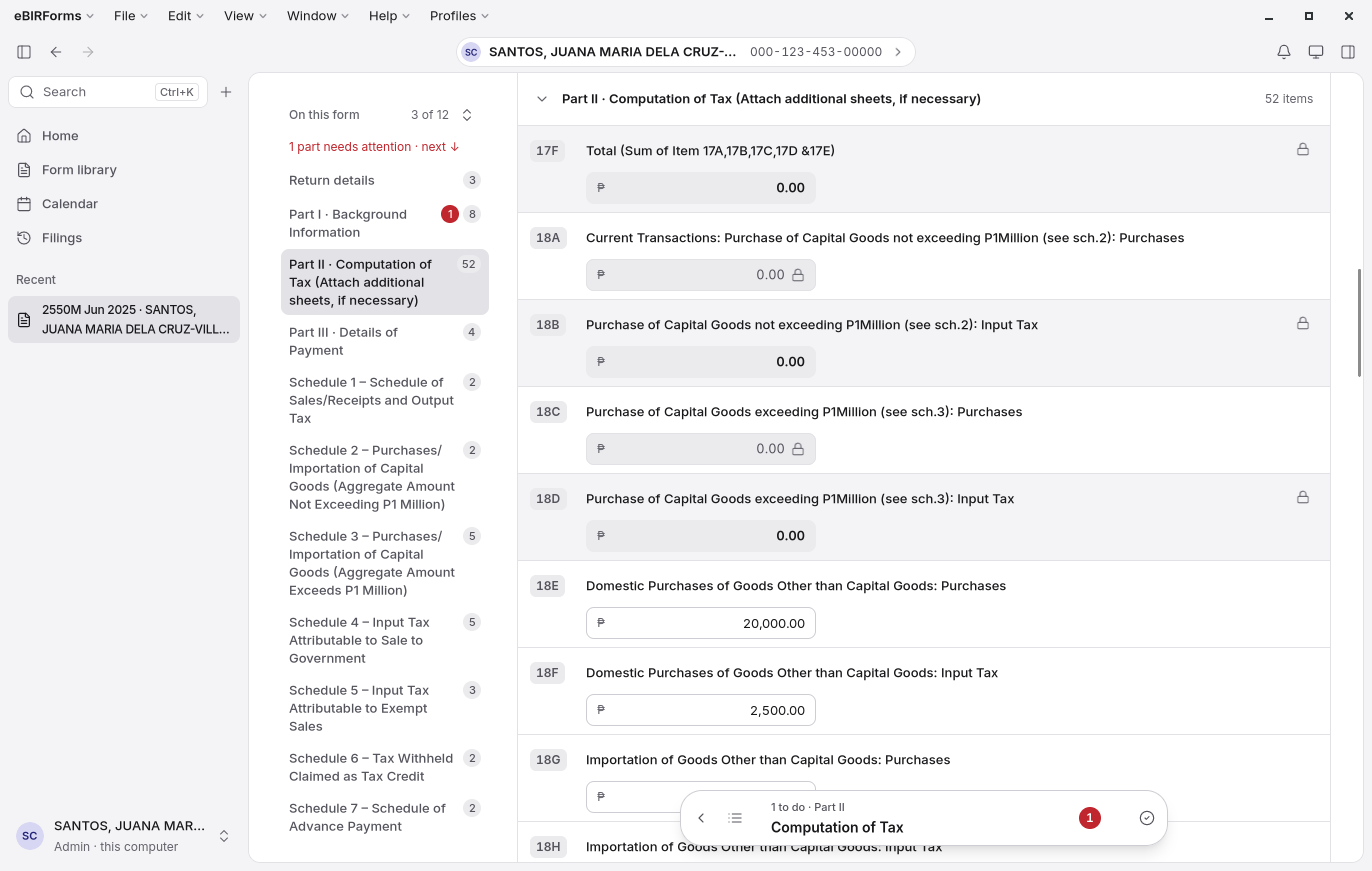 eBIRForms File Edit View Window Help Profiles
SC SANTOS, JUANA MARIA DELA CRUZ-... 000-123-453-00000
Search Ctrl+K
Home
Form library
Calendar
Filings
Recent
2550M Jun 2025 · SANTOS,
JUANA MARIA DELA CRUZ-VILL...
SC SANTOS, JUANA MAR...
Admin · this computer
On this form 3 of 12
1 part needs attention · next ↓
Return details 3
Part I · Background 1 8
Information
Part II · Computation of 52
Tax (Attach additional
sheets, if necessary)
Part III · Details of 4
Payment
Schedule 1 – Schedule of 2
Sales/Receipts and Output
Tax
Schedule 2 – Purchases/ 2
Importation of Capital
Goods (Aggregate Amount
Not Exceeding P1 Million)
Schedule 3 – Purchases/ 5
Importation of Capital
Goods (Aggregate Amount
Exceeds P1 Million)
Schedule 4 – Input Tax 5
Attributable to Sale to
Government
Schedule 5 – Input Tax 3
Attributable to Exempt
Sales
Schedule 6 – Tax Withheld 2
Claimed as Tax Credit
Schedule 7 – Schedule of 2
Advance Payment
Part II · Computation of Tax (Attach additional sheets, if necessary) 52 items
17F Total (Sum of Item 17A,17B,17C,17D &17E)
₱ 0.00
18A Current Transactions: Purchase of Capital Goods not exceeding P1Million (see sch.2): Purchases
₱ 0.00
18B Purchase of Capital Goods not exceeding P1Million (see sch.2): Input Tax
₱ 0.00
18C Purchase of Capital Goods exceeding P1Million (see sch.3): Purchases
₱ 0.00
18D Purchase of Capital Goods exceeding P1Million (see sch.3): Input Tax
₱ 0.00
18E Domestic Purchases of Goods Other than Capital Goods: Purchases
₱ 20,000.00
18F Domestic Purchases of Goods Other than Capital Goods: Input Tax
₱ 2,500.00
18G Importation of Goods Other than Capital Goods: Purchases
₱
18H Importation of Goods Other than Capital Goods: Input Tax
1 to do · Part II
Computation of Tax 1